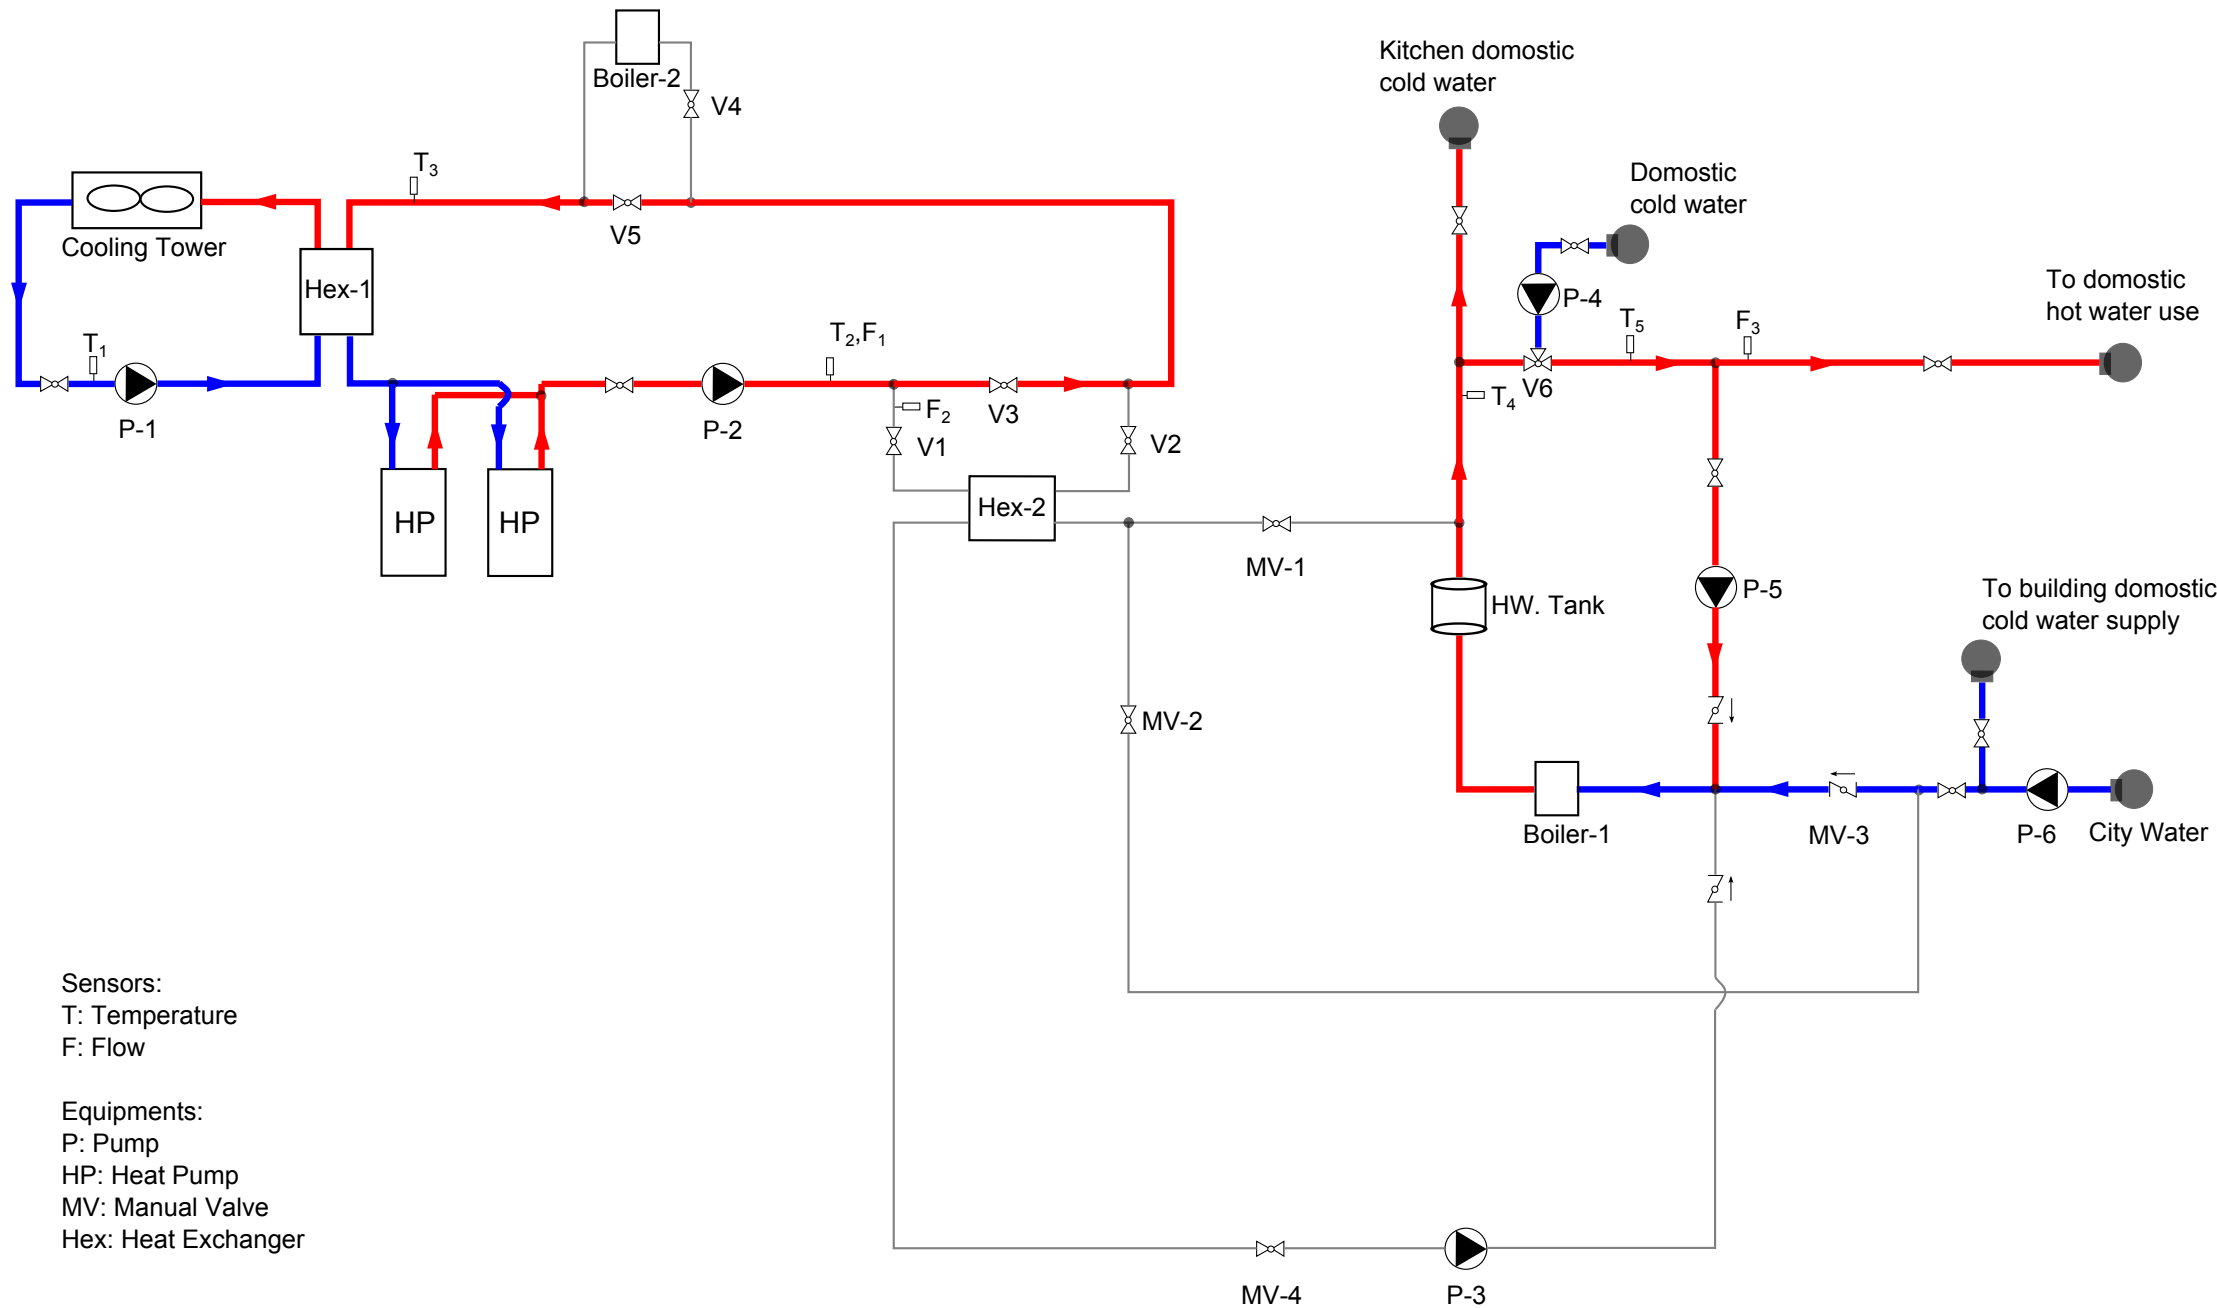 Kitchen domostic
cold water
Boiler-2
V4
T3
Domostic
cold water
V5
Cooling Tower
Hex-1
To domostic
hot water use
P-4
T1
T2,F1
T5
F3
V6
T4
P-1
P-2
F2
V3
V1
V2
HP
HP
Hex-2
MV-1
HW. Tank
P-5
To building domostic
cold water supply
MV-2
Boiler-1
MV-3
P-6
City Water
Sensors:
T: Temperature
F: Flow
Equipments:
P: Pump
HP: Heat Pump
MV: Manual Valve
Hex: Heat Exchanger
MV-4
P-3